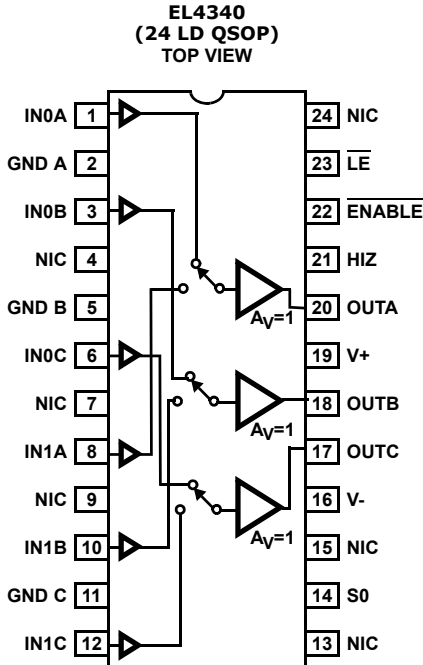 EL4340
(24 LD QSOP)
TOP VIEW
IN0A 1 24 NIC
GND A 2 23 LE
IN0B 3 22 ENABLE
NIC 4 21 HIZ
GND B 5 20 OUTA
AV=1
IN0C 6 19 V+
NIC 7 18 OUTB
AV=1
IN1A 8 17 OUTC
NIC 9 16 V-
IN1B 10 15 NIC
AV=1
GND C 11 14 S0
IN1C 12 13 NIC